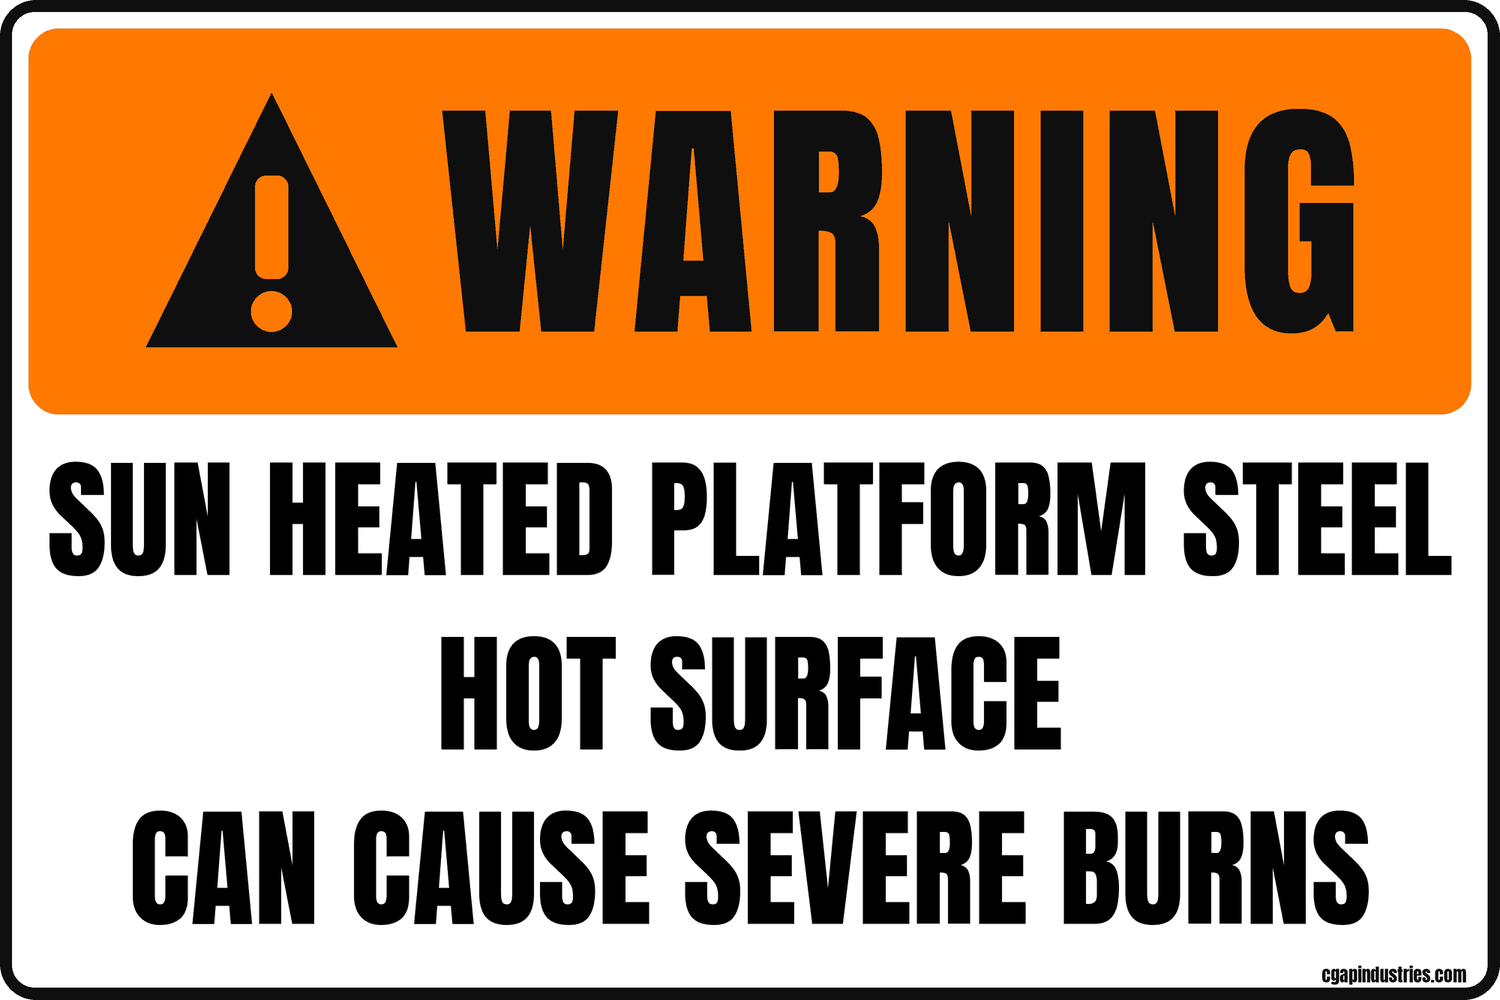 WARNING
SUN HEATED PLATFORM STEEL
HOT SURFACE
CAN CAUSE SEVERE BURNS
cgapindustries.com